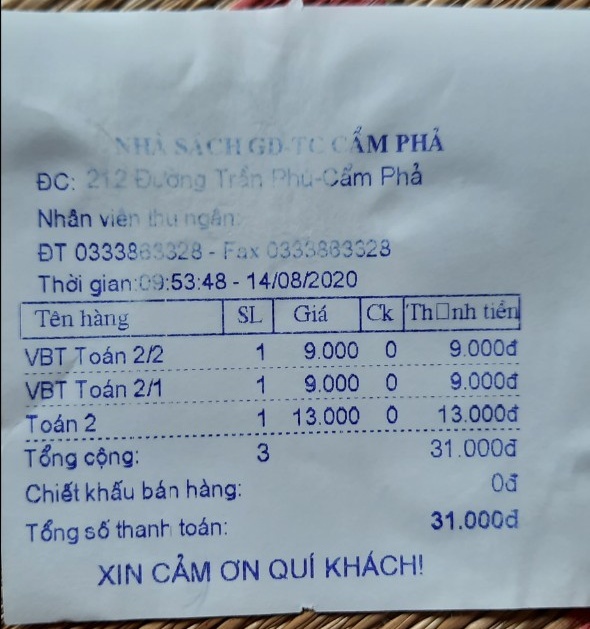 NHÀ SÁCH GD-TC CẨM PHẢ
ĐC: 212 Đường Trần Phú-Cẩm Phả
Nhân viên thu ngân:
ĐT 0333863328 - Fax 0333863328
Thời gian:09:53:48 - 14/08/2020
Tên hàng SL Giá Ck Th□nh tiền
VBT Toán 2/2 1 9.000 0 9.000đ
VBT Toán 2/1 1 9.000 0 9.000đ
Toán 2 1 13.000 0 13.000đ
Tổng cộng: 3 31.000đ
Chiết khấu bán hàng: 0đ
Tổng số thanh toán: 31.000đ
XIN CẢM ƠN QUÍ KHÁCH!